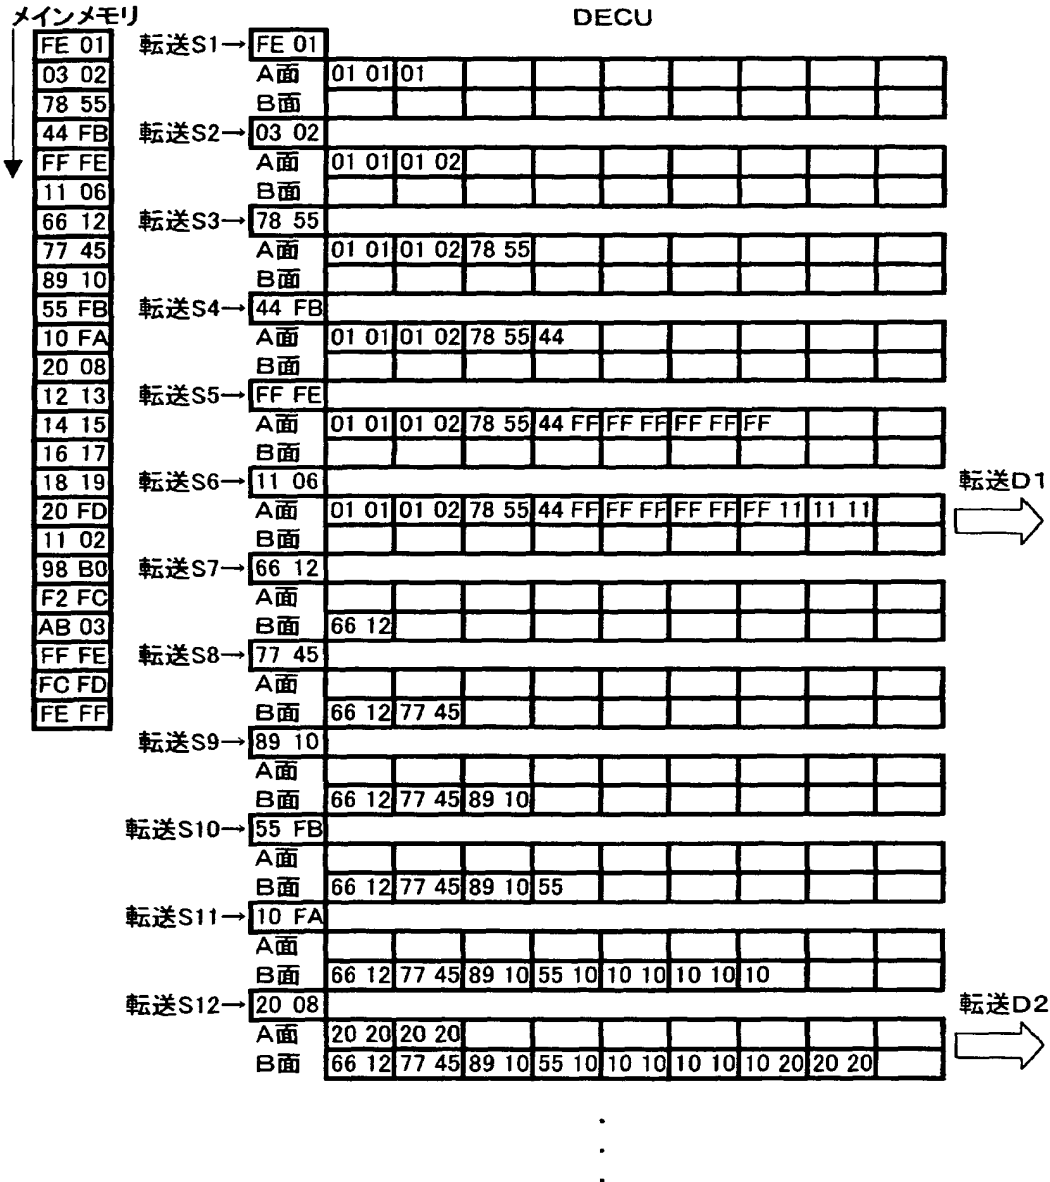 メインメモリ
DECU
FE 01
03 02
78 55
44 FB
FF FE
11 06
66 12
77 45
89 10
55 FB
10 FA
20 08
12 13
14 15
16 17
18 19
20 FD
11 02
98 B0
F2 FC
AB 03
FF FE
FC FD
FE FF
転送S1→ FE 01
A面 01 01 01
B面
転送S2→ 03 02
A面 01 01 01 02
B面
転送S3→ 78 55
A面 01 01 01 02 78 55
B面
転送S4→ 44 FB
A面 01 01 01 02 78 55 44
B面
転送S5→ FF FE
A面 01 01 01 02 78 55 44 FF FF FF FF FF FF
B面
転送S6→ 11 06 転送D1
A面 01 01 01 02 78 55 44 FF FF FF FF FF FF 11 11 11
B面
転送S7→ 66 12
A面
B面 66 12
転送S8→ 77 45
A面
B面 66 12 77 45
転送S9→ 89 10
A面
B面 66 12 77 45 89 10
転送S10→ 55 FB
A面
B面 66 12 77 45 89 10 55
転送S11→ 10 FA
A面
B面 66 12 77 45 89 10 55 10 10 10 10 10 10
転送S12→ 20 08 転送D2
A面 20 20 20 20
B面 66 12 77 45 89 10 55 10 10 10 10 10 10 20 20 20